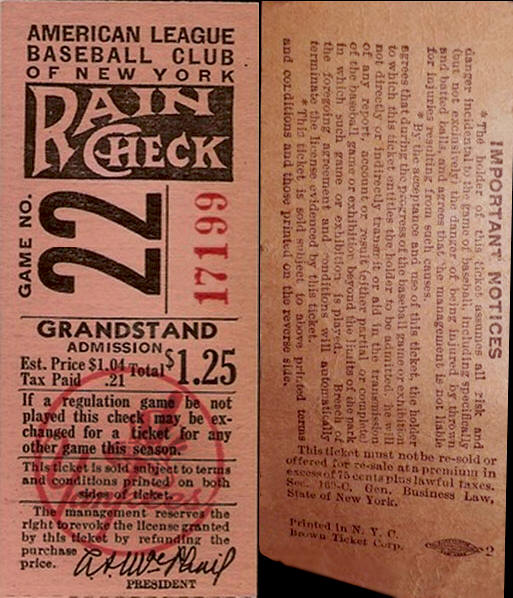 AMERICAN LEAGUE
BASEBALL CLUB
OF NEW YORK
RAIN
CHECK
GAME NO.
22
17199
GRANDSTAND
ADMISSION
Est. Price $1.04 Total $1.25
Tax Paid .21
If a regulation game be not
played this check may be ex-
changed for a ticket for any
other game this season.
This ticket is sold subject to terms
and conditions printed on both
sides of ticket.
The management reserves the
right to revoke the license granted
by this ticket by refunding the
purchase
price.
PRESIDENT
IMPORTANT NOTICES
* The holder of this ticket assumes all risk and
danger incidental to the game of baseball, including specifically
(but not exclusively) the danger of being injured by thrown
and batted balls and agrees that the management is not liable
for injuries resulting from such causes.
* By the acceptance and use of this ticket, the holder
agrees that during the progress of the baseball game or exhibition
to which this ticket entitles the holder to be admitted, he will
not directly or indirectly transmit or aid in the transmission
of any report, account or result (either partial or complete)
of the baseball game or exhibition beyond the limits of the park
in which such game or exhibition is played. Breach of
the foregoing agreement and conditions will automatically
terminate the license evidenced by this ticket.
* This ticket is sold subject to above printed terms
and conditions and those printed on the reverse side.
This ticket must not be re-sold or
offered for re-sale at a premium in
excess of 75 cents plus lawful taxes.
Sec. 169-C, Gen. Business Law,
State of New York.
Printed in N. Y. C.
Brown Ticket Corp.
2